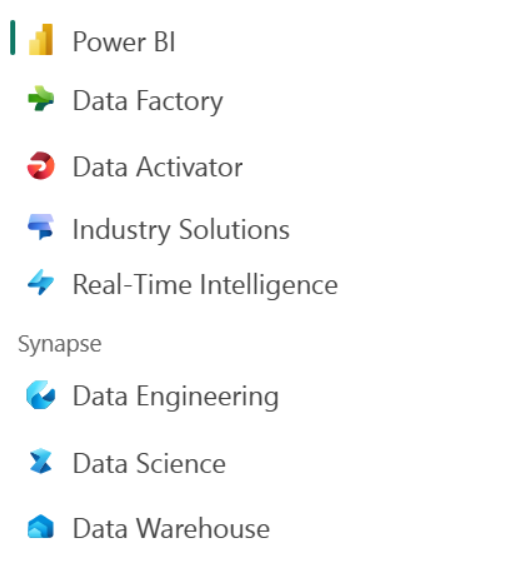 Power BI
Data Factory
Data Activator
Industry Solutions
Real-Time Intelligence
Synapse
Data Engineering
Data Science
Data Warehouse